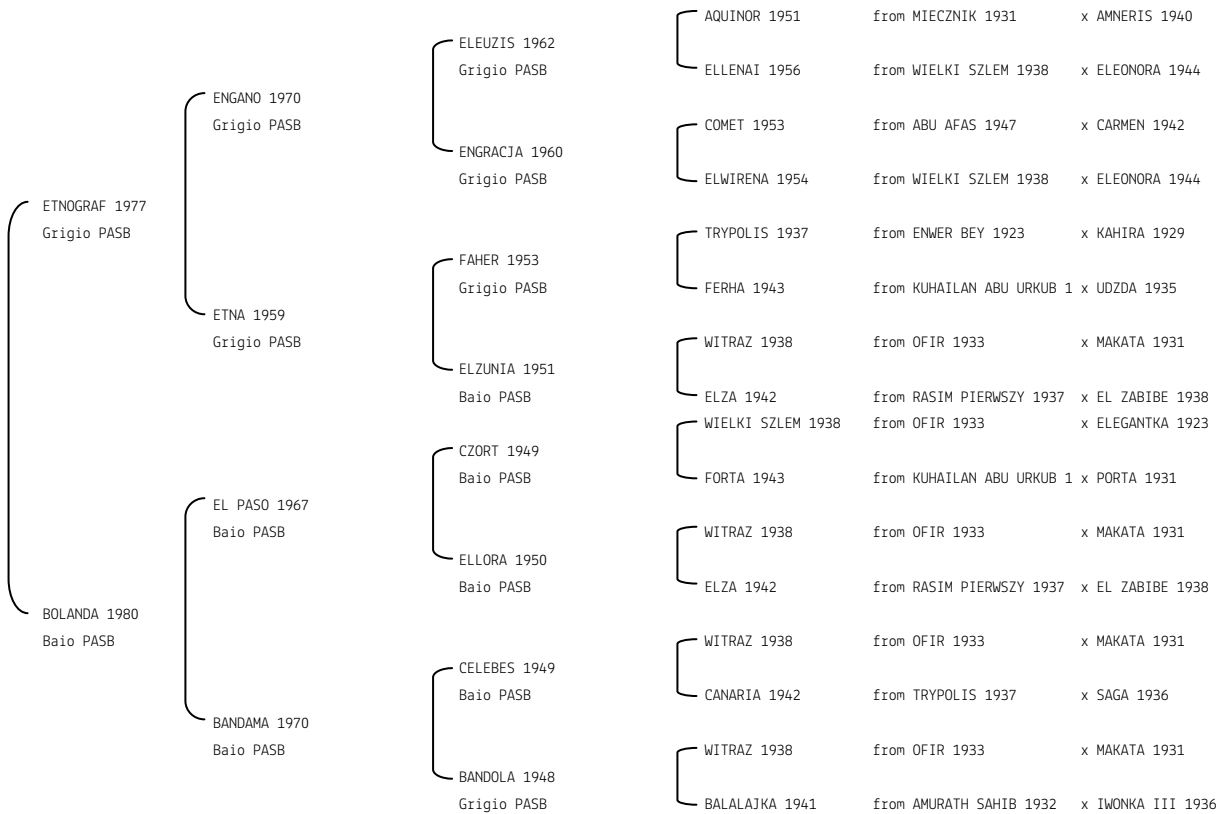 AQUINOR 1951 from MIECZNIK 1931 x AMNERIS 1940
ELEUZIS 1962
Grigio PASB
ELLENAI 1956 from WIELKI SZLEM 1938 x ELEONORA 1944
ENGANO 1970
Grigio PASB
COMET 1953 from ABU AFAS 1947 x CARMEN 1942
ENGRACJA 1960
Grigio PASB
ELWIRENA 1954 from WIELKI SZLEM 1938 x ELEONORA 1944
ETNOGRAF 1977
Grigio PASB
TRYPOLIS 1937 from ENWER BEY 1923 x KAHIRA 1929
FAHER 1953
Grigio PASB
FERHA 1943 from KUHAILAN ABU URKUB 1 x UDZDA 1935
ETNA 1959
Grigio PASB
WITRAZ 1938 from OFIR 1933 x MAKATA 1931
ELZUNIA 1951
Baio PASB
ELZA 1942 from RASIM PIERWSZY 1937 x EL ZABIBE 1938
WIELKI SZLEM 1938 from OFIR 1933 x ELEGANTKA 1923
CZORT 1949
Baio PASB
FORTA 1943 from KUHAILAN ABU URKUB 1 x PORTA 1931
EL PASO 1967
Baio PASB
WITRAZ 1938 from OFIR 1933 x MAKATA 1931
ELLORA 1950
Baio PASB
ELZA 1942 from RASIM PIERWSZY 1937 x EL ZABIBE 1938
BOLANDA 1980
Baio PASB
WITRAZ 1938 from OFIR 1933 x MAKATA 1931
CELEBES 1949
Baio PASB
CANARIA 1942 from TRYPOLIS 1937 x SAGA 1936
BANDAMA 1970
Baio PASB
WITRAZ 1938 from OFIR 1933 x MAKATA 1931
BANDOLA 1948
Grigio PASB
BALALAJKA 1941 from AMURATH SAHIB 1932 x IWONKA III 1936